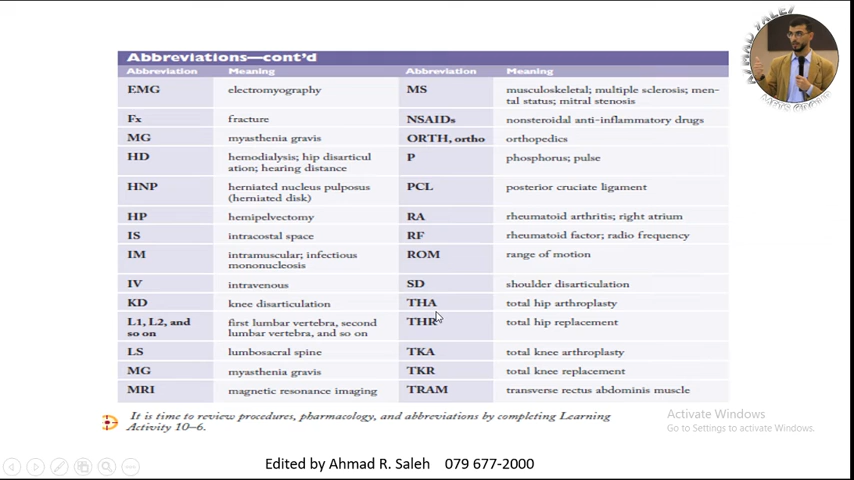 Abbreviations—cont'd
Abbreviation Meaning Abbreviation Meaning
EMG electromyography MS musculoskeletal; multiple sclerosis; men-
tal status; mitral stenosis
Fx fracture NSAIDs nonsteroidal anti-inflammatory drugs
MG myasthenia gravis ORTH, ortho orthopedics
HD hemodialysis; hip disarticul P phosphorus; pulse
ation; hearing distance
HNP herniated nucleus pulposus PCL posterior cruciate ligament
(herniated disk)
HP hemipelvectomy RA rheumatoid arthritis; right atrium
IS intracostal space RF rheumatoid factor; radio frequency
IM intramuscular; infectious ROM range of motion
mononucleosis
IV intravenous SD shoulder disarticulation
KD knee disarticulation THA total hip arthroplasty
L1, L2, and first lumbar vertebra, second THR total hip replacement
so on lumbar vertebra, and so on
LS lumbosacral spine TKA total knee arthroplasty
MG myasthenia gravis TKR total knee replacement
MRI magnetic resonance imaging TRAM transverse rectus abdominis muscle
It is time to review procedures, pharmacology, and abbreviations by completing Learning
Activity 10–6.
Activate Windows
Go to Settings to activate Windows.
Edited by Ahmad R. Saleh 079 677-2000